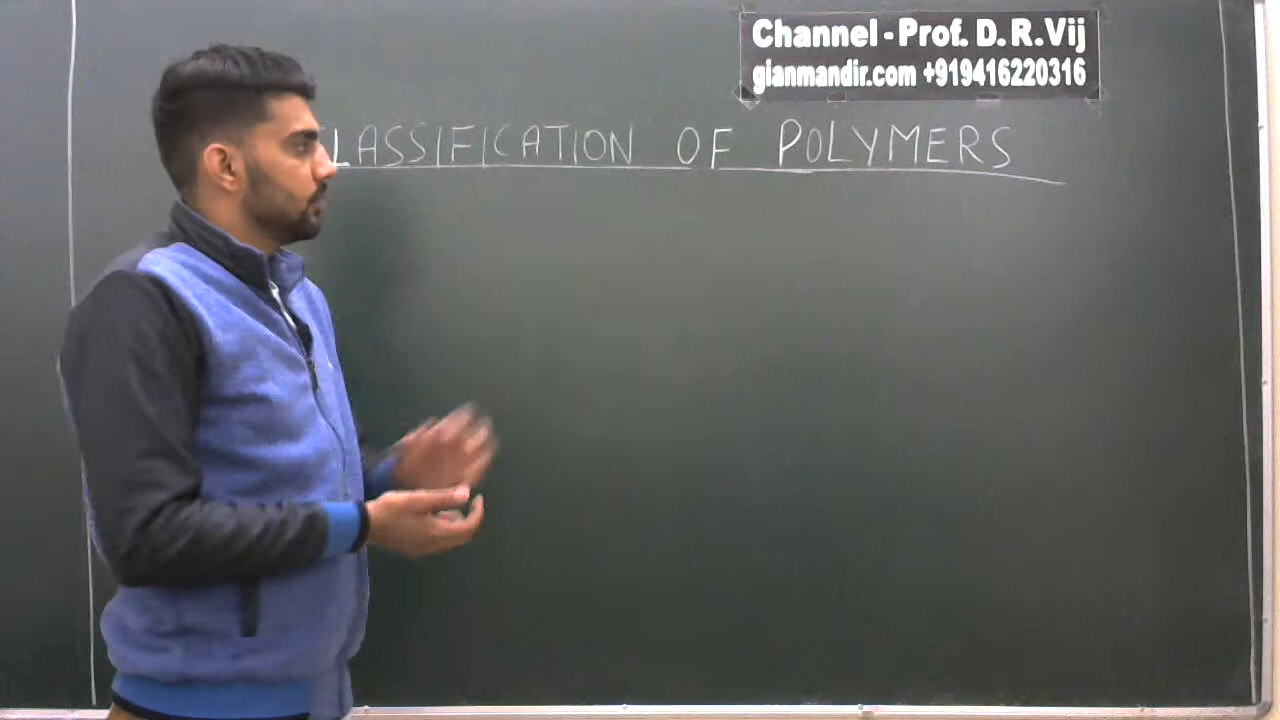 Channel - Prof. D. R. Vij
gianmandir.com +919416220316
LASSIFICATION OF POLYMERS